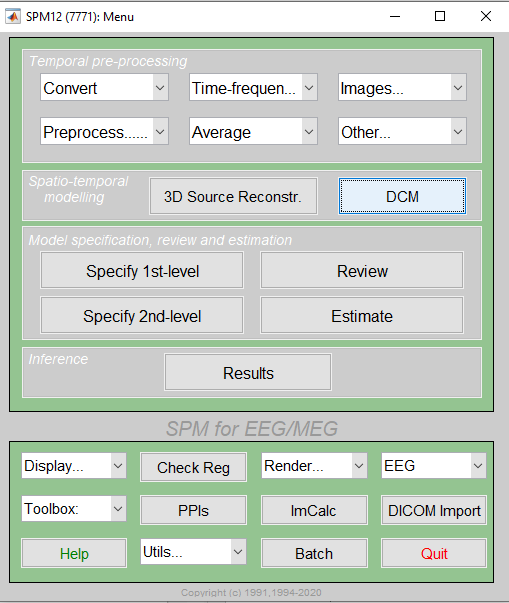 SPM12 (7771): Menu
Temporal pre-processing
Convert
Time-frequen...
Images...
Preprocess......
Average
Other...
Spatio-temporal
modelling
3D Source Reconstr.
DCM
Model specification, review and estimation
Specify 1st-level
Review
Specify 2nd-level
Estimate
Inference
Results
SPM for EEG/MEG
Display...
Check Reg
Render...
EEG
Toolbox:
PPIs
ImCalc
DICOM Import
Help
Utils...
Batch
Quit
Copyright (c) 1991,1994-2020